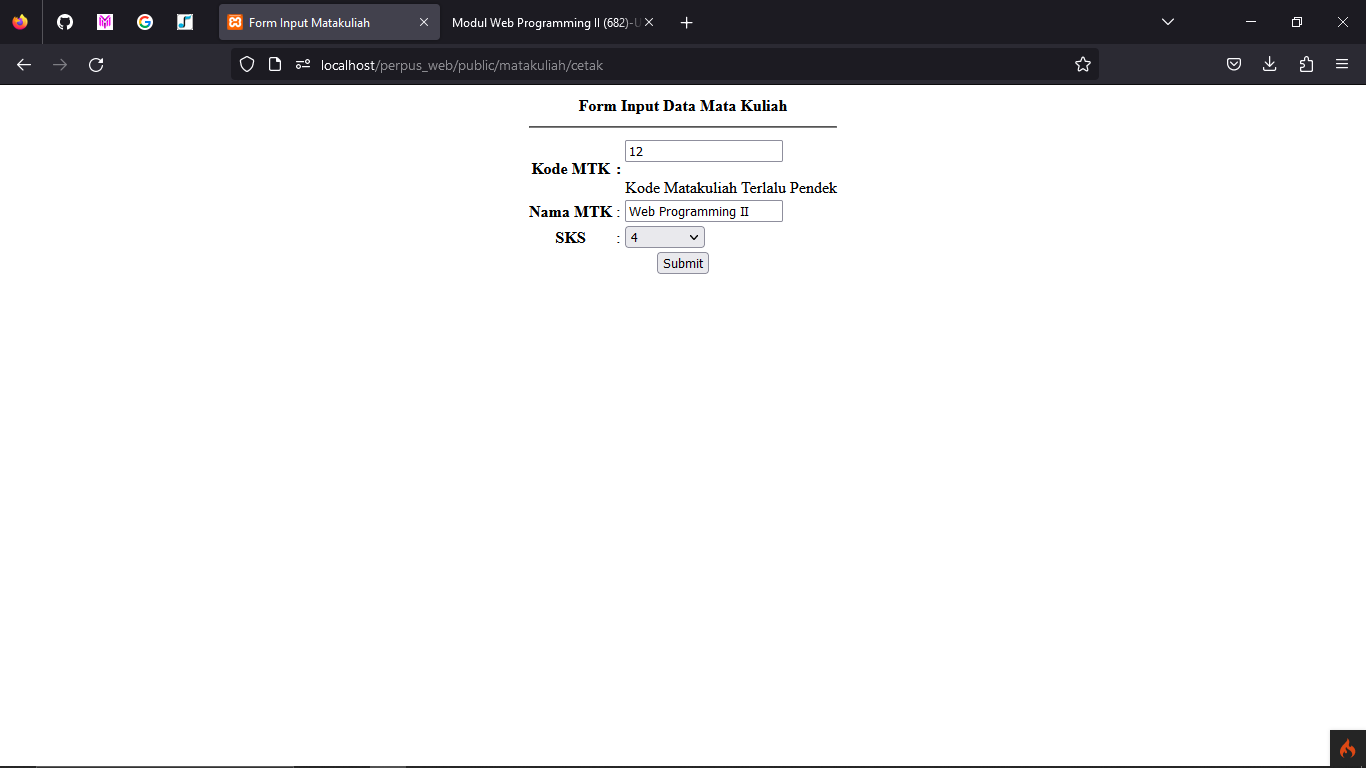 Form Input Matakuliah
Modul Web Programming II (682)-U
localhost/perpus_web/public/matakuliah/cetak
Form Input Data Mata Kuliah
12
Kode MTK :
Kode Matakuliah Terlalu Pendek
Nama MTK : Web Programming II
SKS : 4
Submit